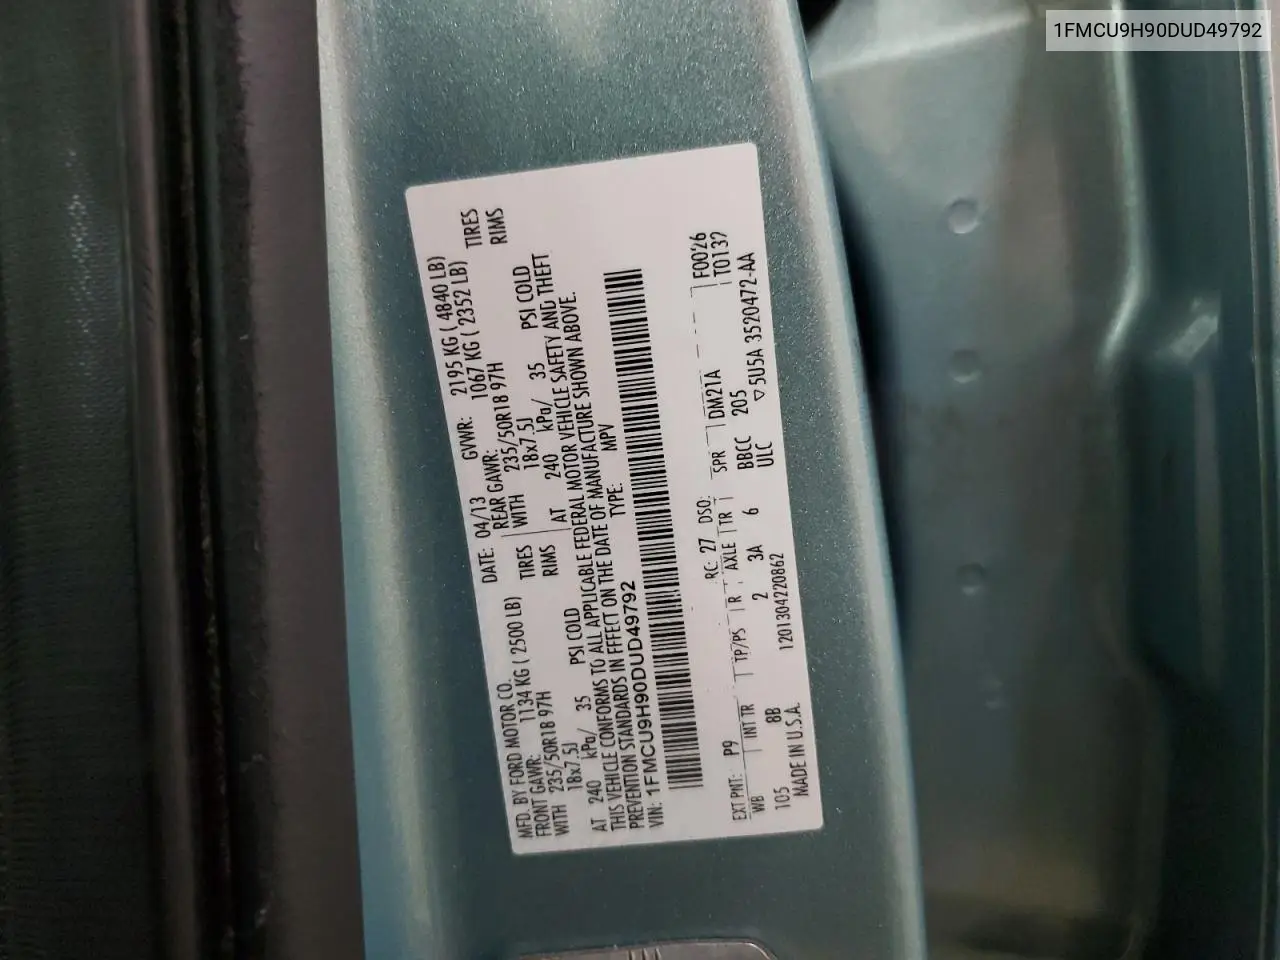 1FMCU9H90DUD49792
MFD. BY FORD MOTOR CO. DATE: 04/13 GVWR: 2195 KG ( 4840 LB)
FRONT GAWR: 1134 KG ( 2500 LB) REAR GAWR: 1067 KG ( 2352 LB)
WITH 235/50R18 97H TIRES WITH 235/50R18 97H TIRES
18x7.5J RIMS 18x7.5J RIMS
AT 240 kPa/ 35 PSI COLD AT 240 kPa/ 35 PSI COLD
THIS VEHICLE CONFORMS TO ALL APPLICABLE FEDERAL MOTOR VEHICLE SAFETY AND THEFT
PREVENTION STANDARDS IN EFFECT ON THE DATE OF MANUFACTURE SHOWN ABOVE.
VIN: 1FMCU9H90DUD49792 TYPE: MPV
EXT PNT: P9 RC: 27 DSO: F0026
WB INT TR TP/PS R AXLE TR SPR DM21A T0137
105 8B 2 3A 6 BBCC 205
MADE IN U.S.A. 1201304220862 ULC ▽5U5A 3520472-AA